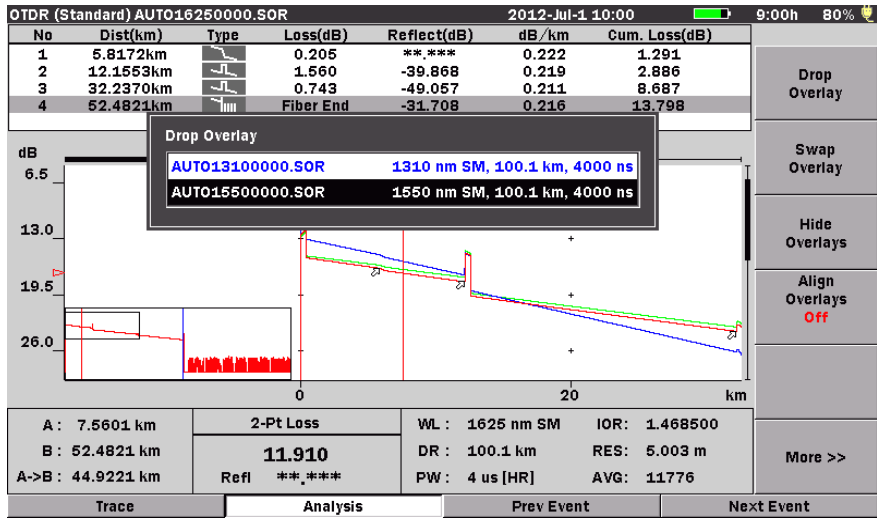 OTDR (Standard) AUTO16250000.SOR 2012-Jul-1 10:00 9:00h 80%
No Dist(km) Type Loss(dB) Reflect(dB) dB/km Cum. Loss(dB)
1 5.8172km 0.205 **.*** 0.222 1.291
2 12.1553km 1.560 -39.868 0.219 2.886
3 32.2370km 0.743 -49.057 0.211 8.687
4 52.4821km Fiber End -31.708 0.216 13.798
Drop Overlay
AUTO13100000.SOR 1310 nm SM, 100.1 km, 4000 ns
AUTO15500000.SOR 1550 nm SM, 100.1 km, 4000 ns
dB
6.5
13.0
19.5
26.0
0 20 km
Drop
Overlay
Swap
Overlay
Hide
Overlays
Align
Overlays
Off
More >>
A: 7.5601 km
B: 52.4821 km
A->B: 44.9221 km
2-Pt Loss
11.910
Refl **.***
WL: 1625 nm SM IOR: 1.468500
DR: 100.1 km RES: 5.003 m
PW: 4 us [HR] AVG: 11776
Trace Analysis Prev Event Next Event